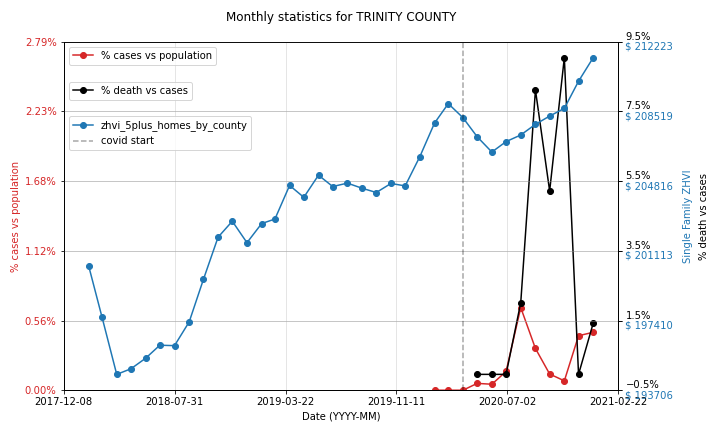 Monthly statistics for TRINITY COUNTY
% cases vs population
% death vs cases
zhvi_5plus_homes_by_county
covid start
2.79%
2.23%
1.68%
1.12%
0.56%
0.00%
% cases vs population
9.5%
$ 212223
7.5%
$ 208519
5.5%
$ 204816
3.5%
$ 201113
1.5%
$ 197410
−0.5%
$ 193706
Single Family ZHVI
% death vs cases
2017-12-08
2018-07-31
2019-03-22
2019-11-11
2020-07-02
2021-02-22
Date (YYYY-MM)